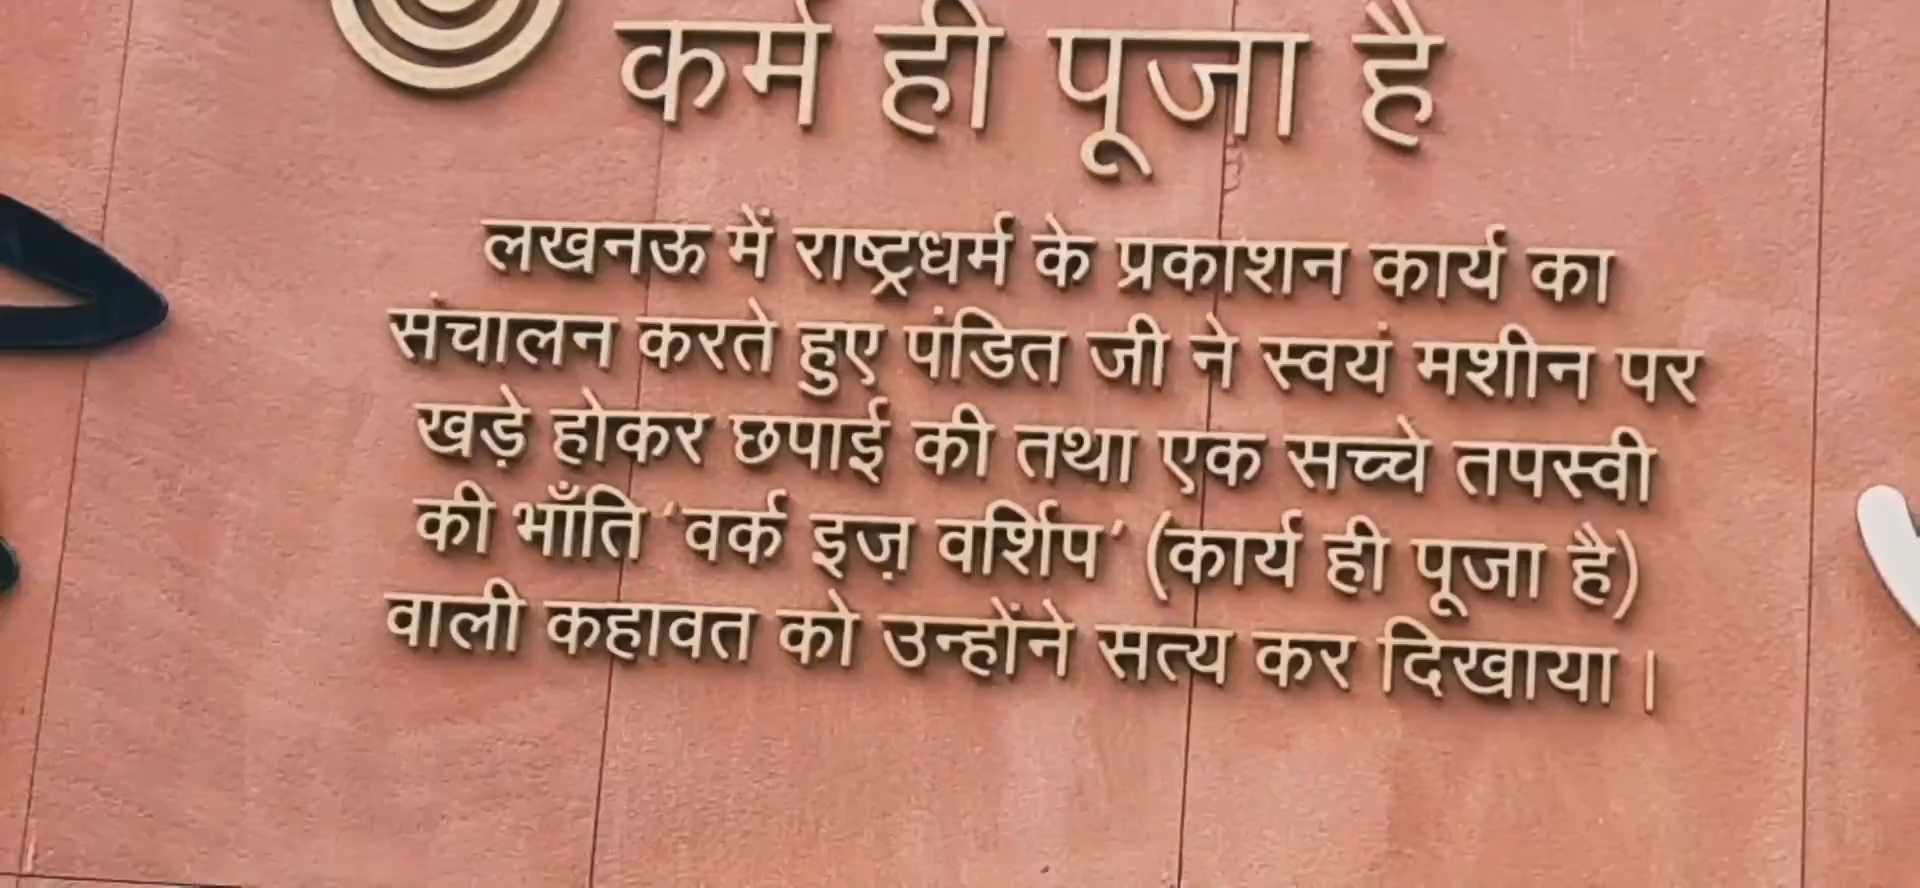 कर्म ही पूजा है
लखनऊ में राष्ट्रधर्म के प्रकाशन कार्य का
संचालन करते हुए पंडित जी ने स्वयं मशीन पर
खड़े होकर छपाई की तथा एक सच्चे तपस्वी
की भाँति ‘वर्क इज़ वर्शिप’ (कार्य ही पूजा है)
वाली कहावत को उन्होंने सत्य कर दिखाया।